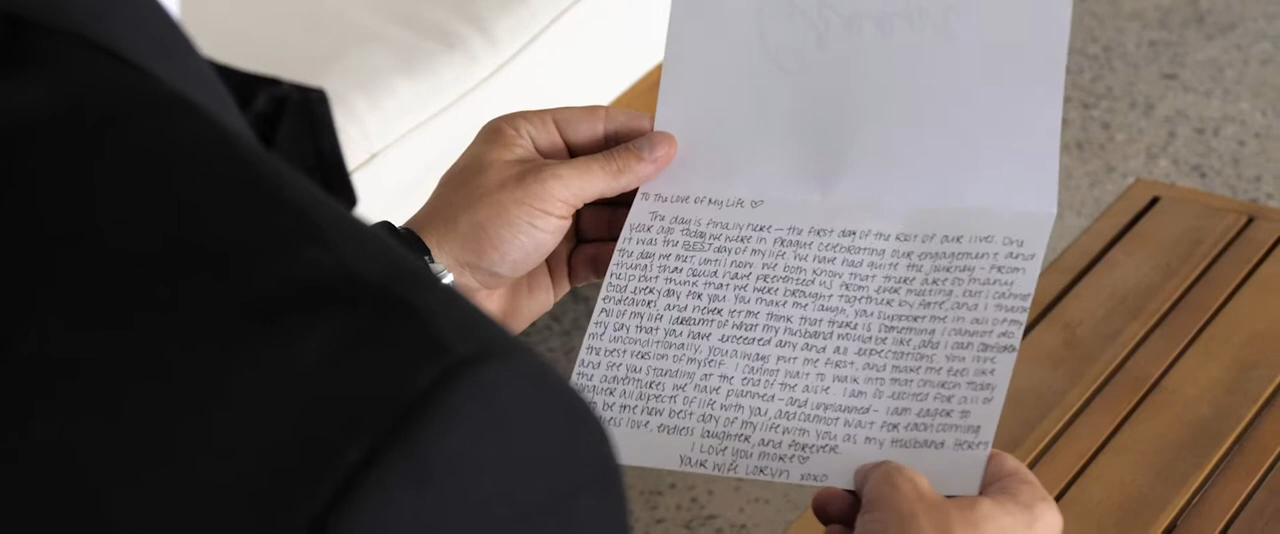 To The Love of My Life ♡
The day is finally here – the first day of the rest of our lives. One
year ago today we were in Prague celebrating our engagement and
it was the BEST day of my life. We have had quite the journey – from
the day we met, until now. We both know that there are so many
things that could have prevented us from ever meeting, but I cannot
help but think that we were brought together by fate, and I thank
God everyday for you. You make me laugh, you support me in all of my
endeavors, and never let me think that there is something I cannot do.
All of my life I dreamt of what my husband would be like, and I can confiden-
tly say that you have exceeded any and all expectations. You love
me unconditionally, you always put me first, and make me feel like
the best version of myself. I cannot wait to walk into that church today
and see you standing at the end of the aisle. I am so excited for all of
the adventures we have planned – and unplanned – I am eager to
conquer all aspects of life with you, and cannot wait for each coming
to be the new best day of my life with you as my husband. Here's
love, endless laughter, and forever.
I love you more ♡
Your Wife Loryn xoxo